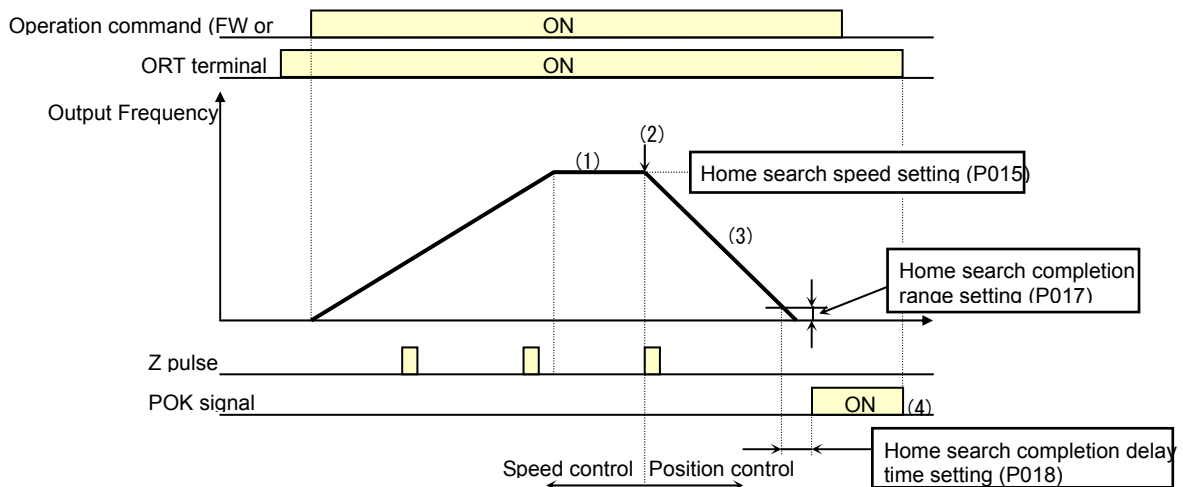 Operation command (FW or
ON
ORT terminal
ON
Output Frequency
(1)
(2)
Home search speed setting (P015)
(3)
Home search completion
range setting (P017)
Z pulse
POK signal
ON
(4)
Speed control
Position control
Home search completion delay
time setting (P018)